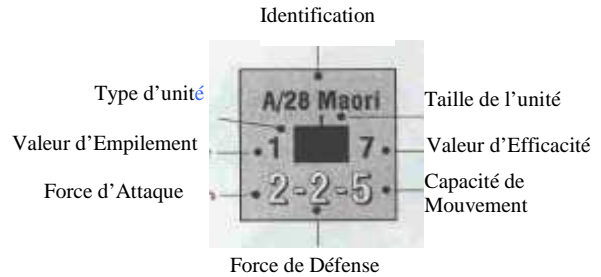 Identification
Type d'unité
Taille de l'unité
A/28 Maori
Valeur d'Empilement
1
7
Valeur d'Efficacité
Force d'Attaque
2-2-5
Capacité de
Mouvement
Force de Défense